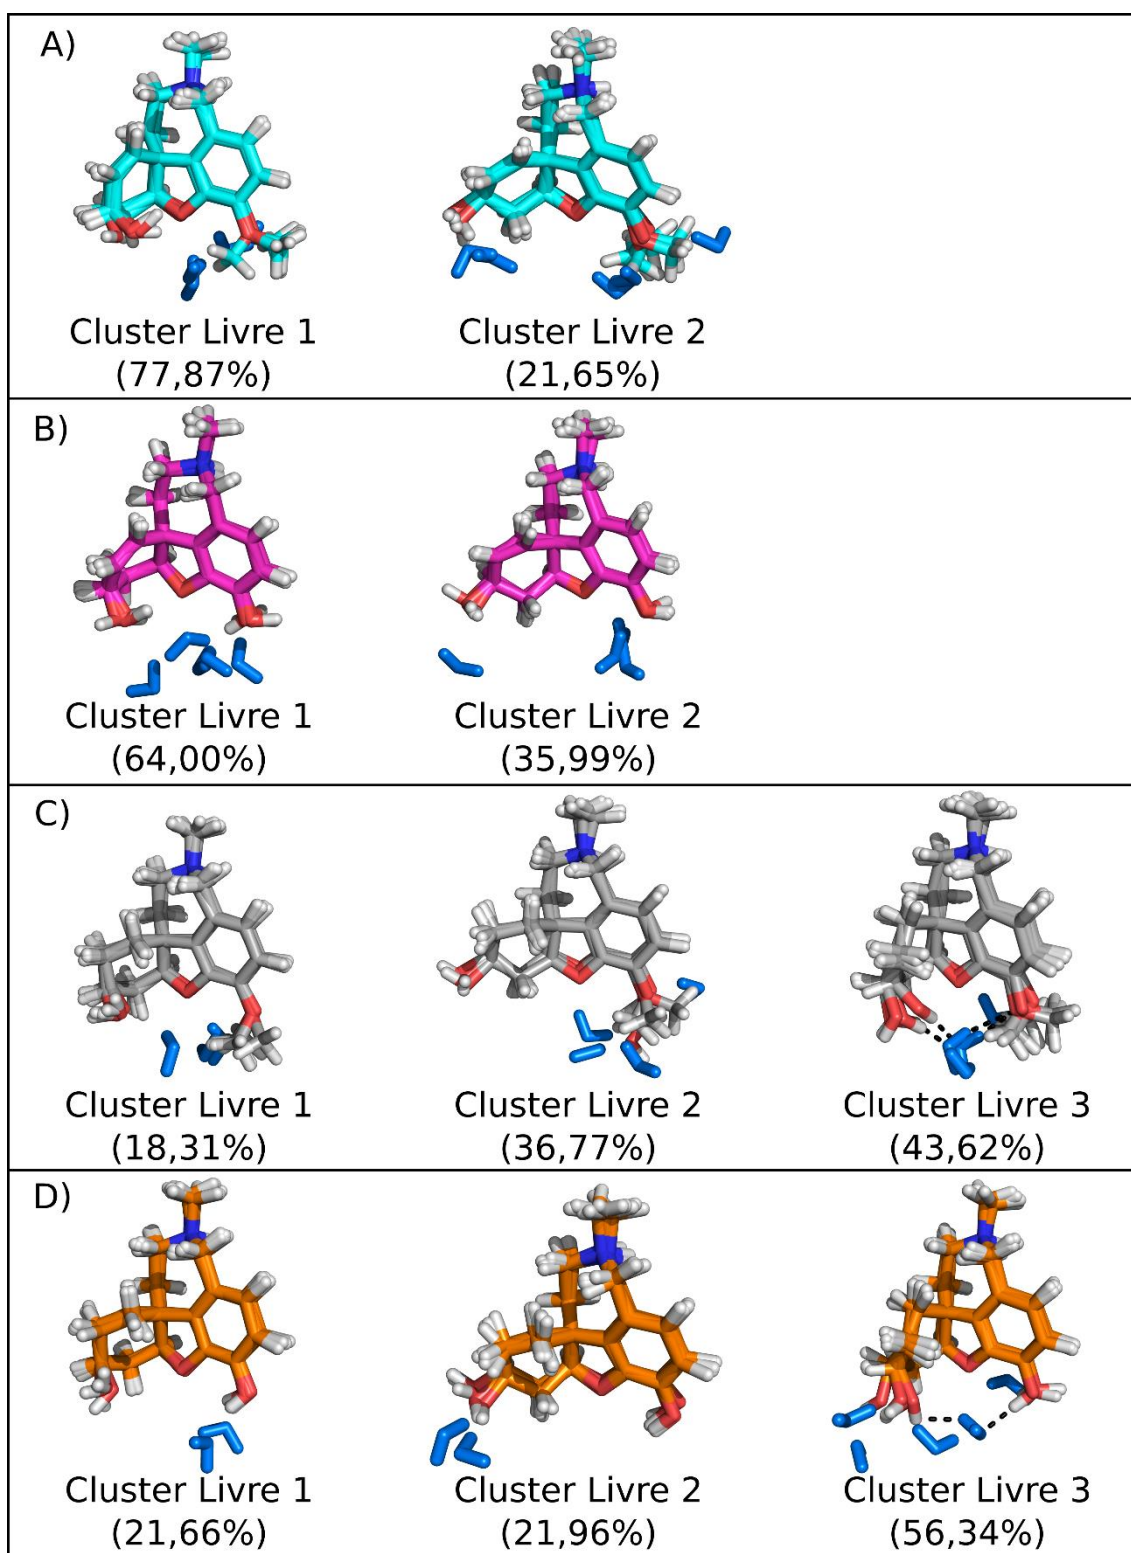 A)
Cluster Livre 1
(77,87%)
Cluster Livre 2
(21,65%)
B)
Cluster Livre 1
(64,00%)
Cluster Livre 2
(35,99%)
C)
Cluster Livre 1
(18,31%)
Cluster Livre 2
(36,77%)
Cluster Livre 3
(43,62%)
D)
Cluster Livre 1
(21,66%)
Cluster Livre 2
(21,96%)
Cluster Livre 3
(56,34%)